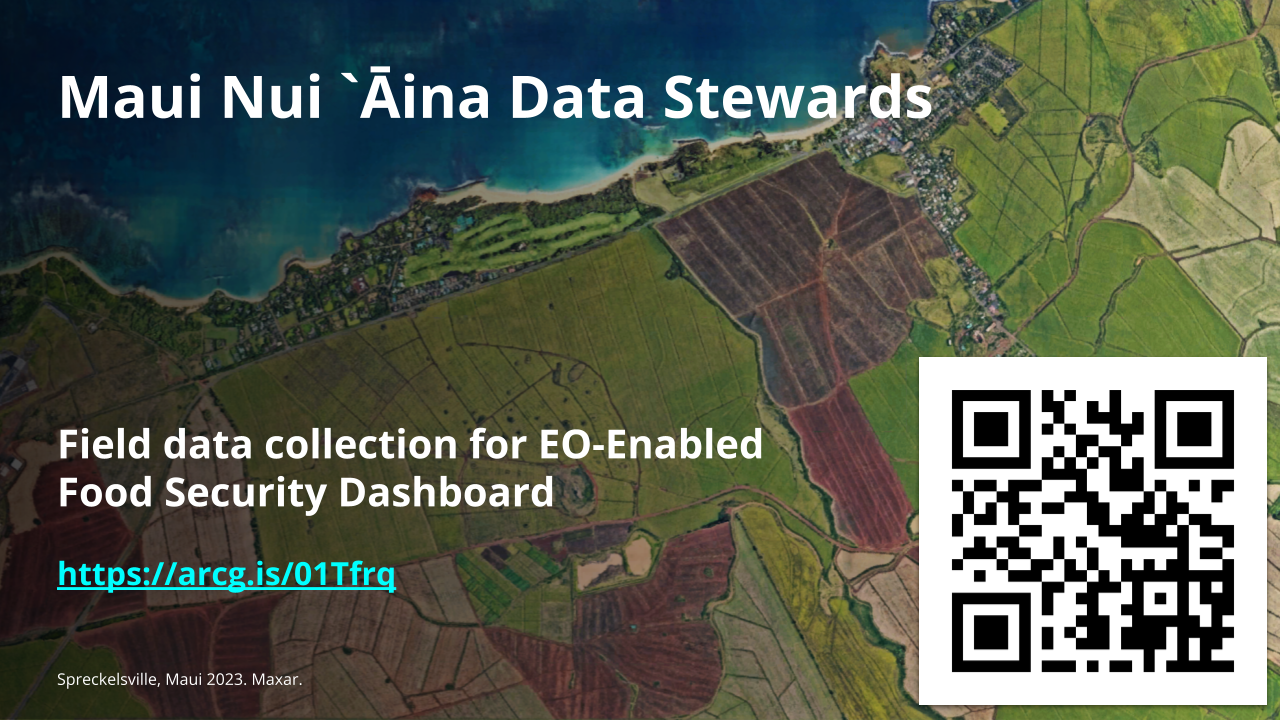 Maui Nui `Āina Data Stewards
Field data collection for EO-Enabled
Food Security Dashboard
https://arcg.is/01Tfrq
Spreckelsville, Maui 2023. Maxar.